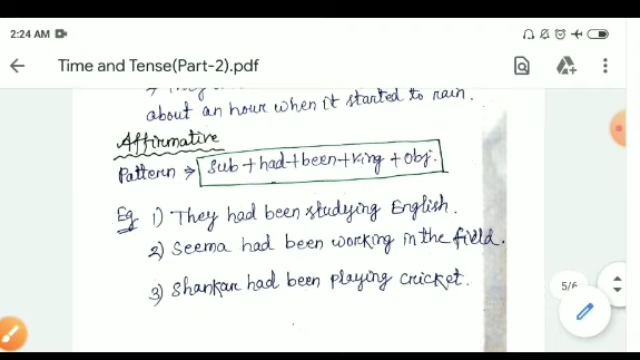 2:24 AM
Time and Tense(Part-2).pdf
about an hour when it started to rain.
Affirmative
Pattern → Sub+had+been+Ving+Obj.
Eg 1) They had been studying English.
2) Seema had been working in the field.
3) Shankar had been playing cricket.
5/6